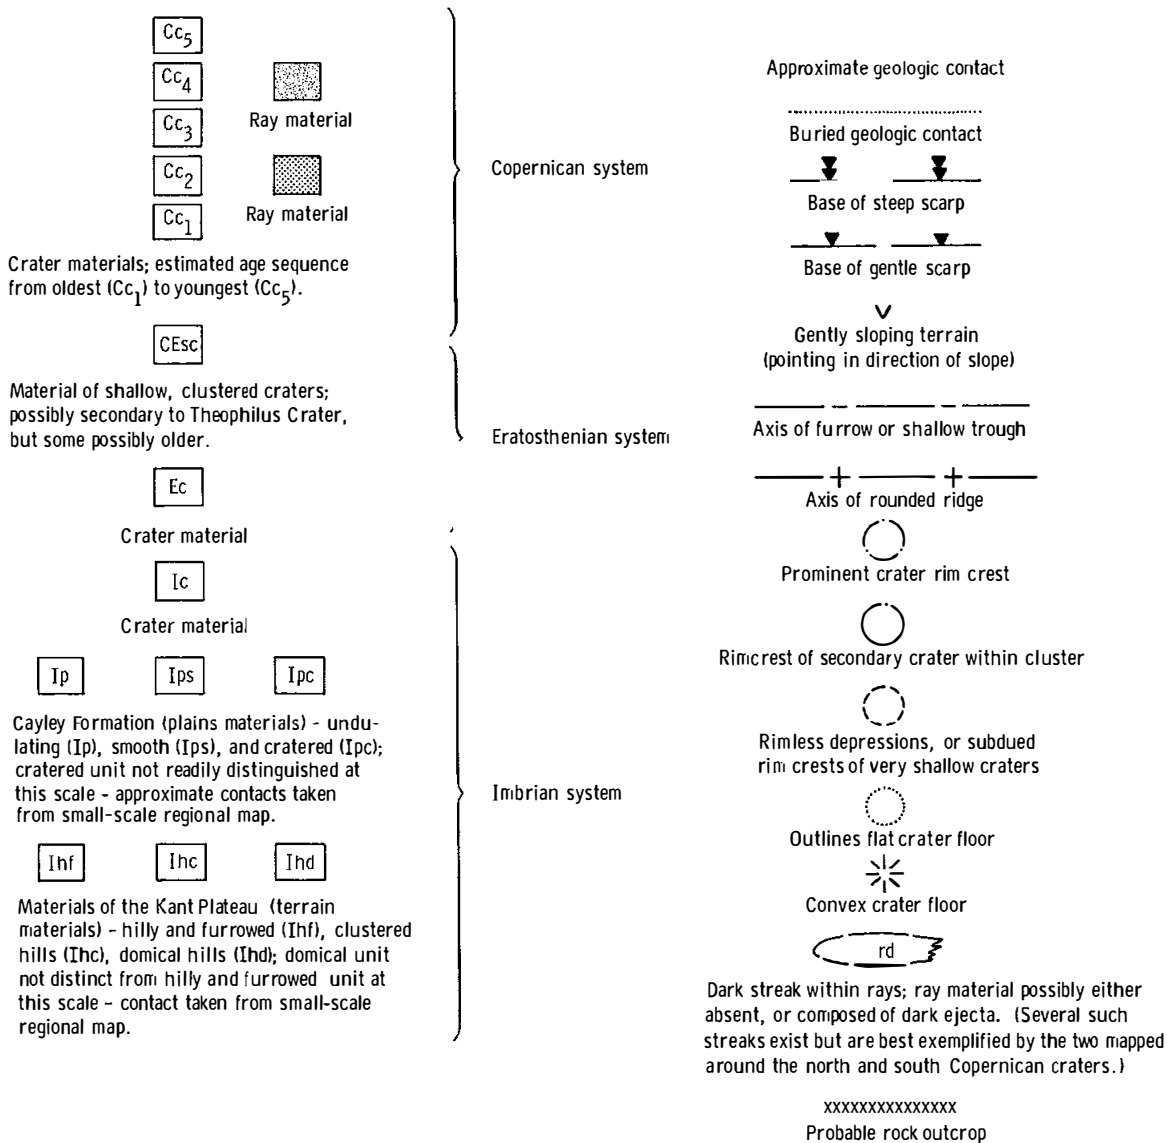 Cc5
Cc4
Ray material
Cc3
Cc2
Ray material
Cc1
Crater materials; estimated age sequence
from oldest (Cc1) to youngest (Cc5).
Copernican system
CEsc
Material of shallow, clustered craters;
possibly secondary to Theophilus Crater,
but some possibly older.
Eratosthenian system
Ec
Crater material
Ic
Crater material
Ip Ips Ipc
Cayley Formation (plains materials) - undu-
lating (Ip), smooth (Ips), and cratered (Ipc);
cratered unit not readily distinguished at
this scale - approximate contacts taken
from small-scale regional map.
Imbrian system
Ihf Ihc Ihd
Materials of the Kant Plateau (terrain
materials) - hilly and furrowed (Ihf), clustered
hills (Ihc), domical hills (Ihd); domical unit
not distinct from hilly and furrowed unit at
this scale - contact taken from small-scale
regional map.
Approximate geologic contact
Buried geologic contact
Base of steep scarp
Base of gentle scarp
Gently sloping terrain
(pointing in direction of slope)
Axis of furrow or shallow trough
Axis of rounded ridge
Prominent crater rim crest
Rimcrest of secondary crater within cluster
Rimless depressions, or subdued
rim crests of very shallow craters
Outlines flat crater floor
Convex crater floor
rd
Dark streak within rays; ray material possibly either
absent, or composed of dark ejecta. (Several such
streaks exist but are best exemplified by the two mapped
around the north and south Copernican craters.)
xxxxxxxxxxxxxxx
Probable rock outcrop